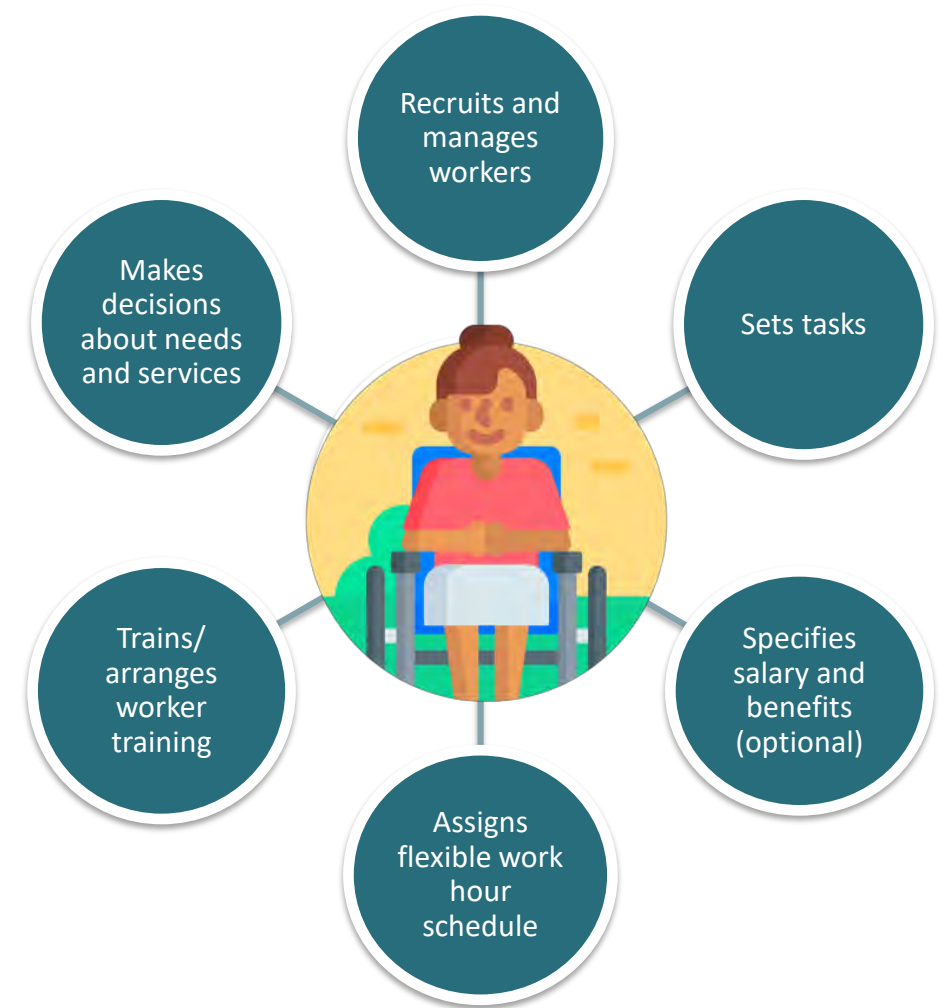 Recruits and
manages
workers
Sets tasks
Specifies
salary and
benefits
(optional)
Assigns
flexible work
hour
schedule
Trains/
arranges
worker
training
Makes
decisions
about needs
and services